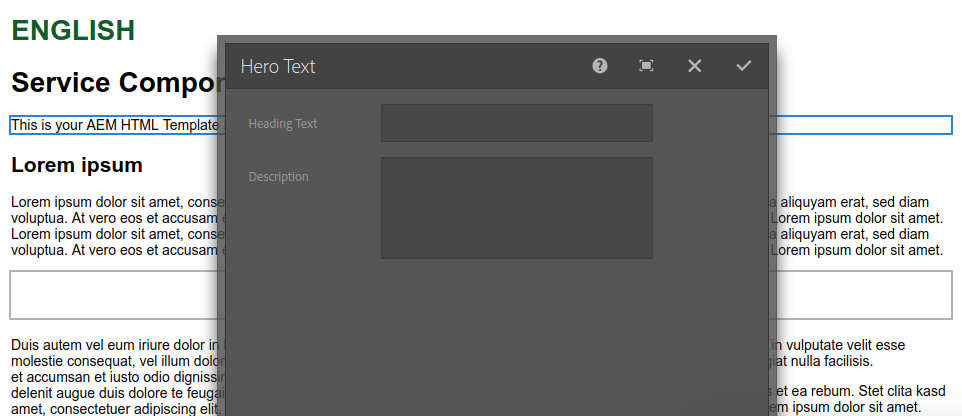 ENGLISH
Service Compo
Hero Text
Heading Text
This is your AEM HTML Template
Description
Lorem ipsum
Lorem ipsum dolor sit amet, conse a aliquyam erat, sed diam
voluptua. At vero eos et accusam Lorem ipsum dolor sit amet.
Lorem ipsum dolor sit amet, conse a aliquyam erat, sed diam
voluptua. At vero eos et accusam Lorem ipsum dolor sit amet.
Duis autem vel eum iriure dolor in in vulputate velit esse
molestie consequat, vel illum dolor giat nulla facilisis.
et accumsan et iusto odio dignissim
delenit augue duis dolore te feugai s et ea rebum. Stet clita kasd
amet, consectetuer adipiscing elit, em ipsum dolor sit amet.